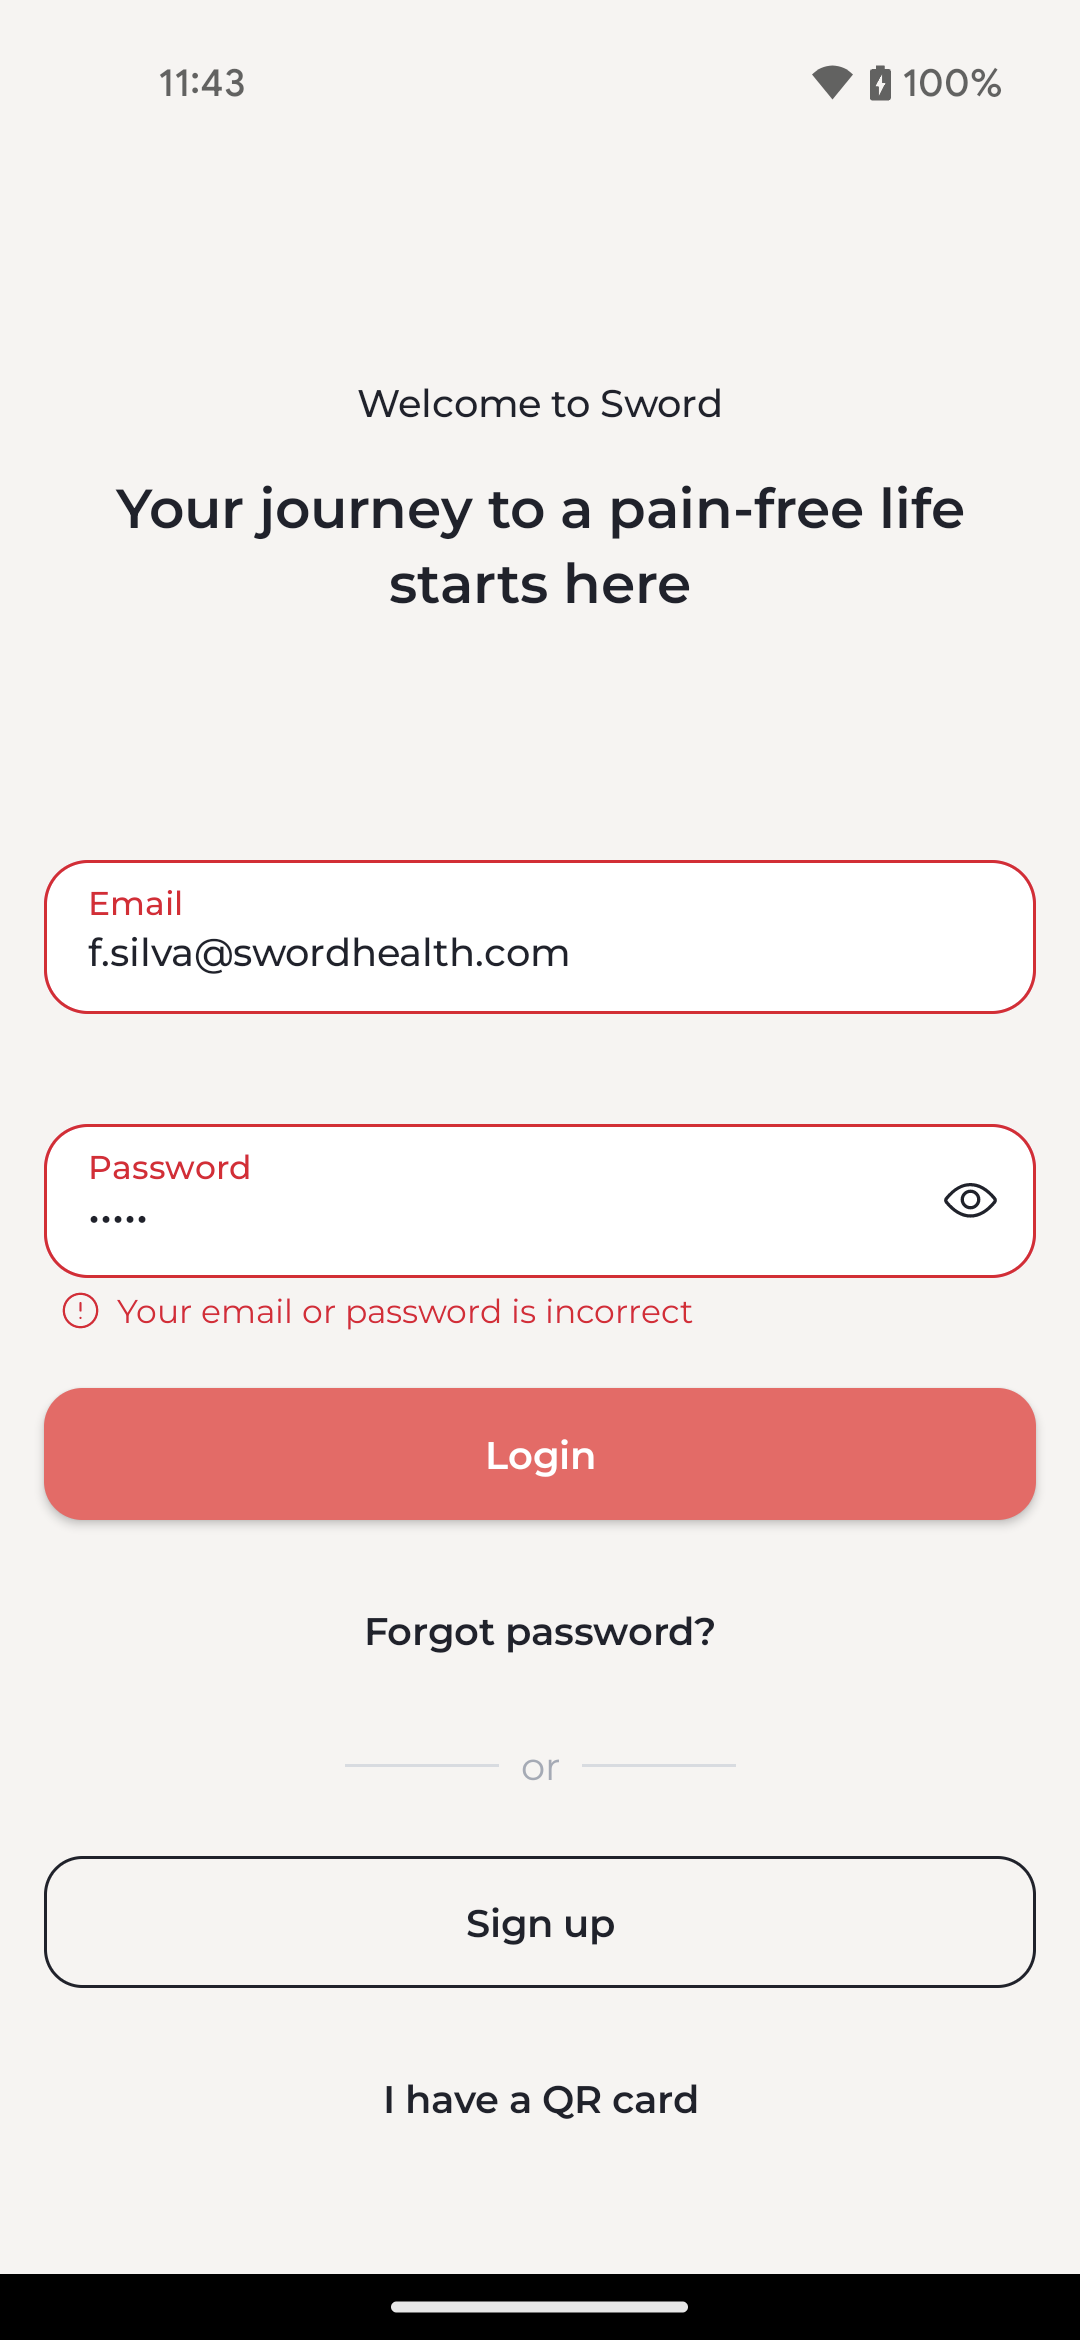 11:43
100%
Welcome to Sword
Your journey to a pain-free life
starts here
Email
f.silva@swordhealth.com
Password
•••••
Your email or password is incorrect
Login
Forgot password?
or
Sign up
I have a QR card